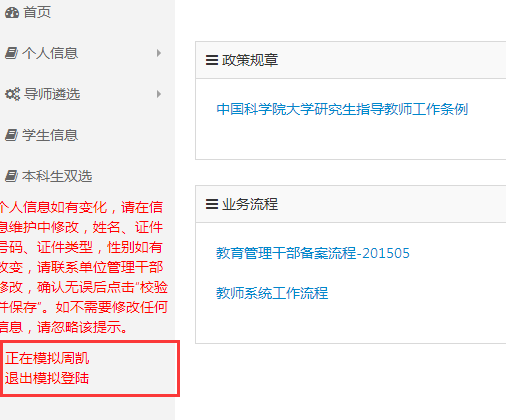 首页
个人信息
导师遴选
学生信息
本科生双选
个人信息如有变化，请在信
息维护中修改，姓名、证件
号码、证件类型，性别如有
改变，请联系单位管理干部
修改，确认无误后点击“校验
并保存”。如不需要修改任何
信息，请忽略该提示。
正在模拟周凯
退出模拟登陆
政策规章
中国科学院大学研究生指导教师工作条例
业务流程
教育管理干部备案流程-201505
教师系统工作流程